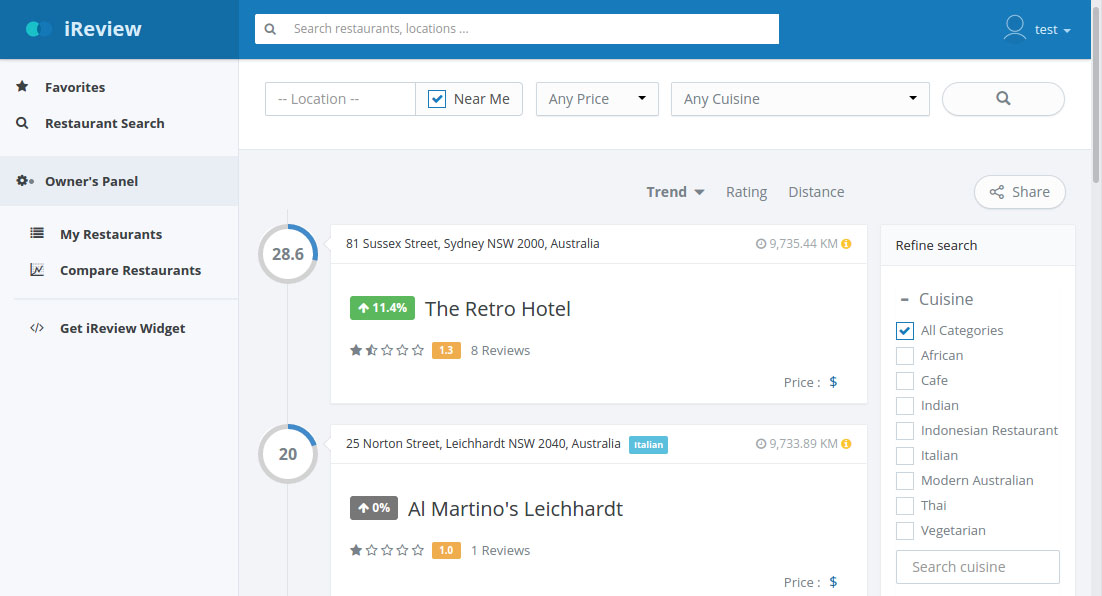 iReview
Search restaurants, locations ...
test
Favorites
Restaurant Search
Owner's Panel
My Restaurants
Compare Restaurants
Get iReview Widget
-- Location --
Near Me
Any Price
Any Cuisine
Trend
Rating
Distance
Share
28.6
81 Sussex Street, Sydney NSW 2000, Australia
9,735.44 KM
11.4%
The Retro Hotel
1.3
8 Reviews
Price : $
20
25 Norton Street, Leichhardt NSW 2040, Australia
Italian
9,733.89 KM
0%
Al Martino's Leichhardt
1.0
1 Reviews
Price : $
Refine search
Cuisine
All Categories
African
Cafe
Indian
Indonesian Restaurant
Italian
Modern Australian
Thai
Vegetarian
Search cuisine